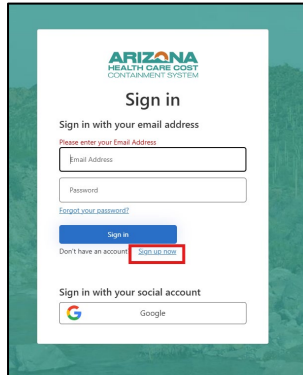 ARIZONA
HEALTH CARE COST
CONTAINMENT SYSTEM
Sign in
Sign in with your email address
Please enter your Email Address
Email Address
Password
Forgot your password?
Sign in
Don't have an account? Sign up now
Sign in with your social account
Google